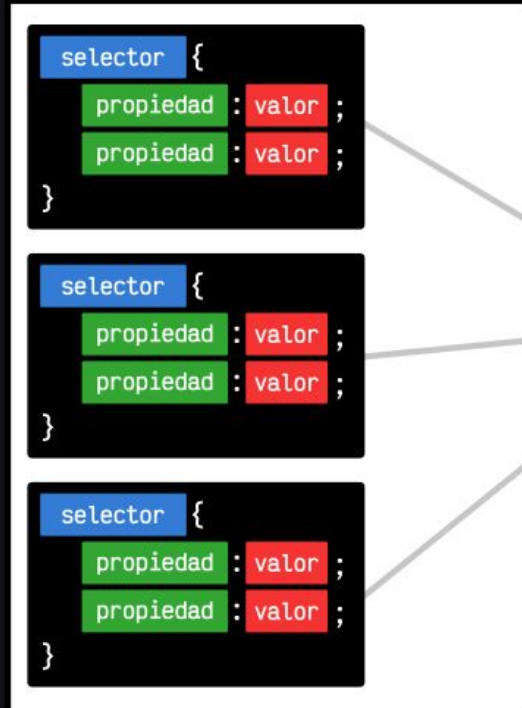 selector {
propiedad : valor ;
propiedad : valor ;
}
selector {
propiedad : valor ;
propiedad : valor ;
}
selector {
propiedad : valor ;
propiedad : valor ;
}